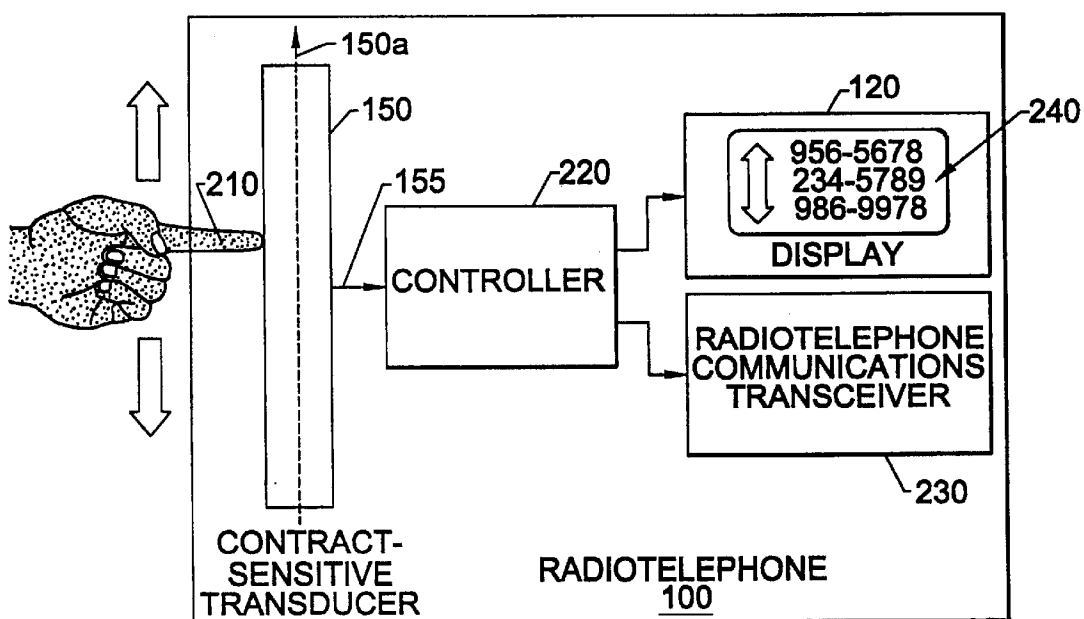 150a
150
120
240
210
155
220
956-5678
234-5789
986-9978
DISPLAY
CONTROLLER
RADIOTELEPHONE
COMMUNICATIONS
TRANSCEIVER
230
CONTRACT-
SENSITIVE
TRANSDUCER
RADIOTELEPHONE
100